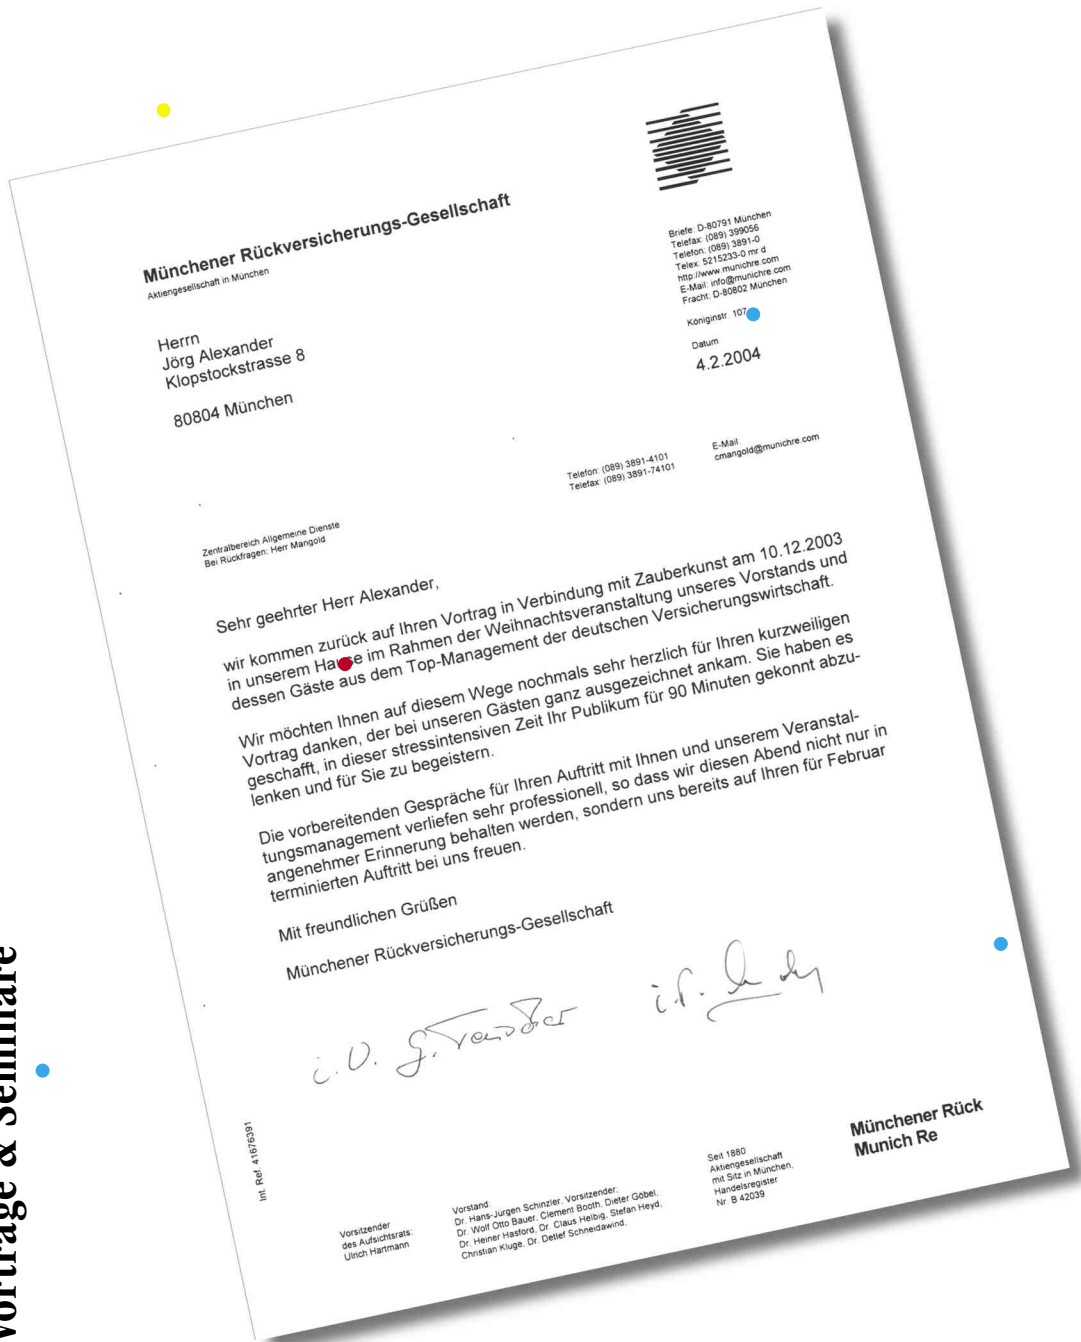 Münchener Rückversicherungs-Gesellschaft
Aktiengesellschaft in München
Briefe: D-80791 München
Telefax: (089) 399056
Telefon: (089) 3891-0
Telex: 5215233-0 mr d
http://www.munichre.com
E-Mail: info@munichre.com
Fracht: D-80802 München
Königinstr. 107
Datum
4.2.2004
Herrn
Jörg Alexander
Klopstockstrasse 8
80804 München
Telefon: (089) 3891-4101
Telefax: (089) 3891-74101
E-Mail
cmangold@munichre.com
Zentralbereich Allgemeine Dienste
Bei Rückfragen: Herr Mangold
Sehr geehrter Herr Alexander,
wir kommen zurück auf Ihren Vortrag in Verbindung mit Zauberkunst am 10.12.2003
in unserem Hause im Rahmen der Weihnachtsveranstaltung unseres Vorstands und
dessen Gäste aus dem Top-Management der deutschen Versicherungswirtschaft.
Wir möchten Ihnen auf diesem Wege nochmals sehr herzlich für Ihren kurzweiligen
Vortrag danken, der bei unseren Gästen ganz ausgezeichnet ankam. Sie haben es
geschafft, in dieser stressintensiven Zeit Ihr Publikum für 90 Minuten gekonnt abzu-
lenken und für Sie zu begeistern.
Die vorbereitenden Gespräche für Ihren Auftritt mit Ihnen und unserem Veranstal-
tungsmanagement verliefen sehr professionell, so dass wir diesen Abend nicht nur in
angenehmer Erinnerung behalten werden, sondern uns bereits auf Ihren für Februar
terminierten Auftritt bei uns freuen.
Mit freundlichen Grüßen
Münchener Rückversicherungs-Gesellschaft
i.V.
Int. Ref. 41676391
Vorsitzender
des Aufsichtsrats:
Ulrich Hartmann
Vorstand:
Dr. Hans-Jürgen Schinzler, Vorsitzender;
Dr. Wolf Otto Bauer, Clement Booth, Dieter Göbel,
Dr. Heiner Hasford, Dr. Claus Helbig, Stefan Heyd,
Christian Kluge, Dr. Detlef Schneidawind,
Seit 1880
Aktiengesellschaft
mit Sitz in München,
Handelsregister
Nr. B 42039
Münchener Rück
Munich Re
Vorträge & Seminare